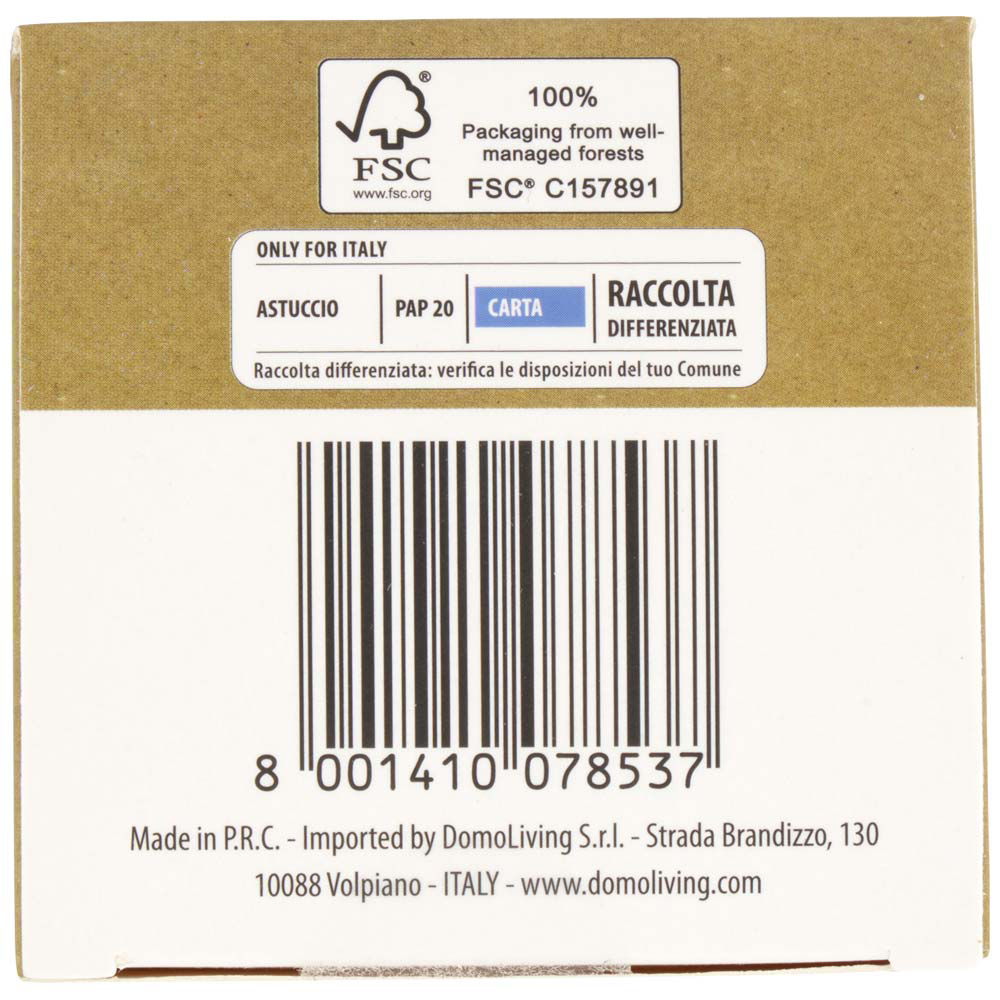 ®
FSC
www.fsc.org
100%
Packaging from well-
managed forests
FSC® C157891
ONLY FOR ITALY
ASTUCCIO PAP 20 CARTA RACCOLTA
DIFFERENZIATA
Raccolta differenziata: verifica le disposizioni del tuo Comune
8 001410 078537
Made in P.R.C. - Imported by DomoLiving S.r.l. - Strada Brandizzo, 130
10088 Volpiano - ITALY - www.domoliving.com